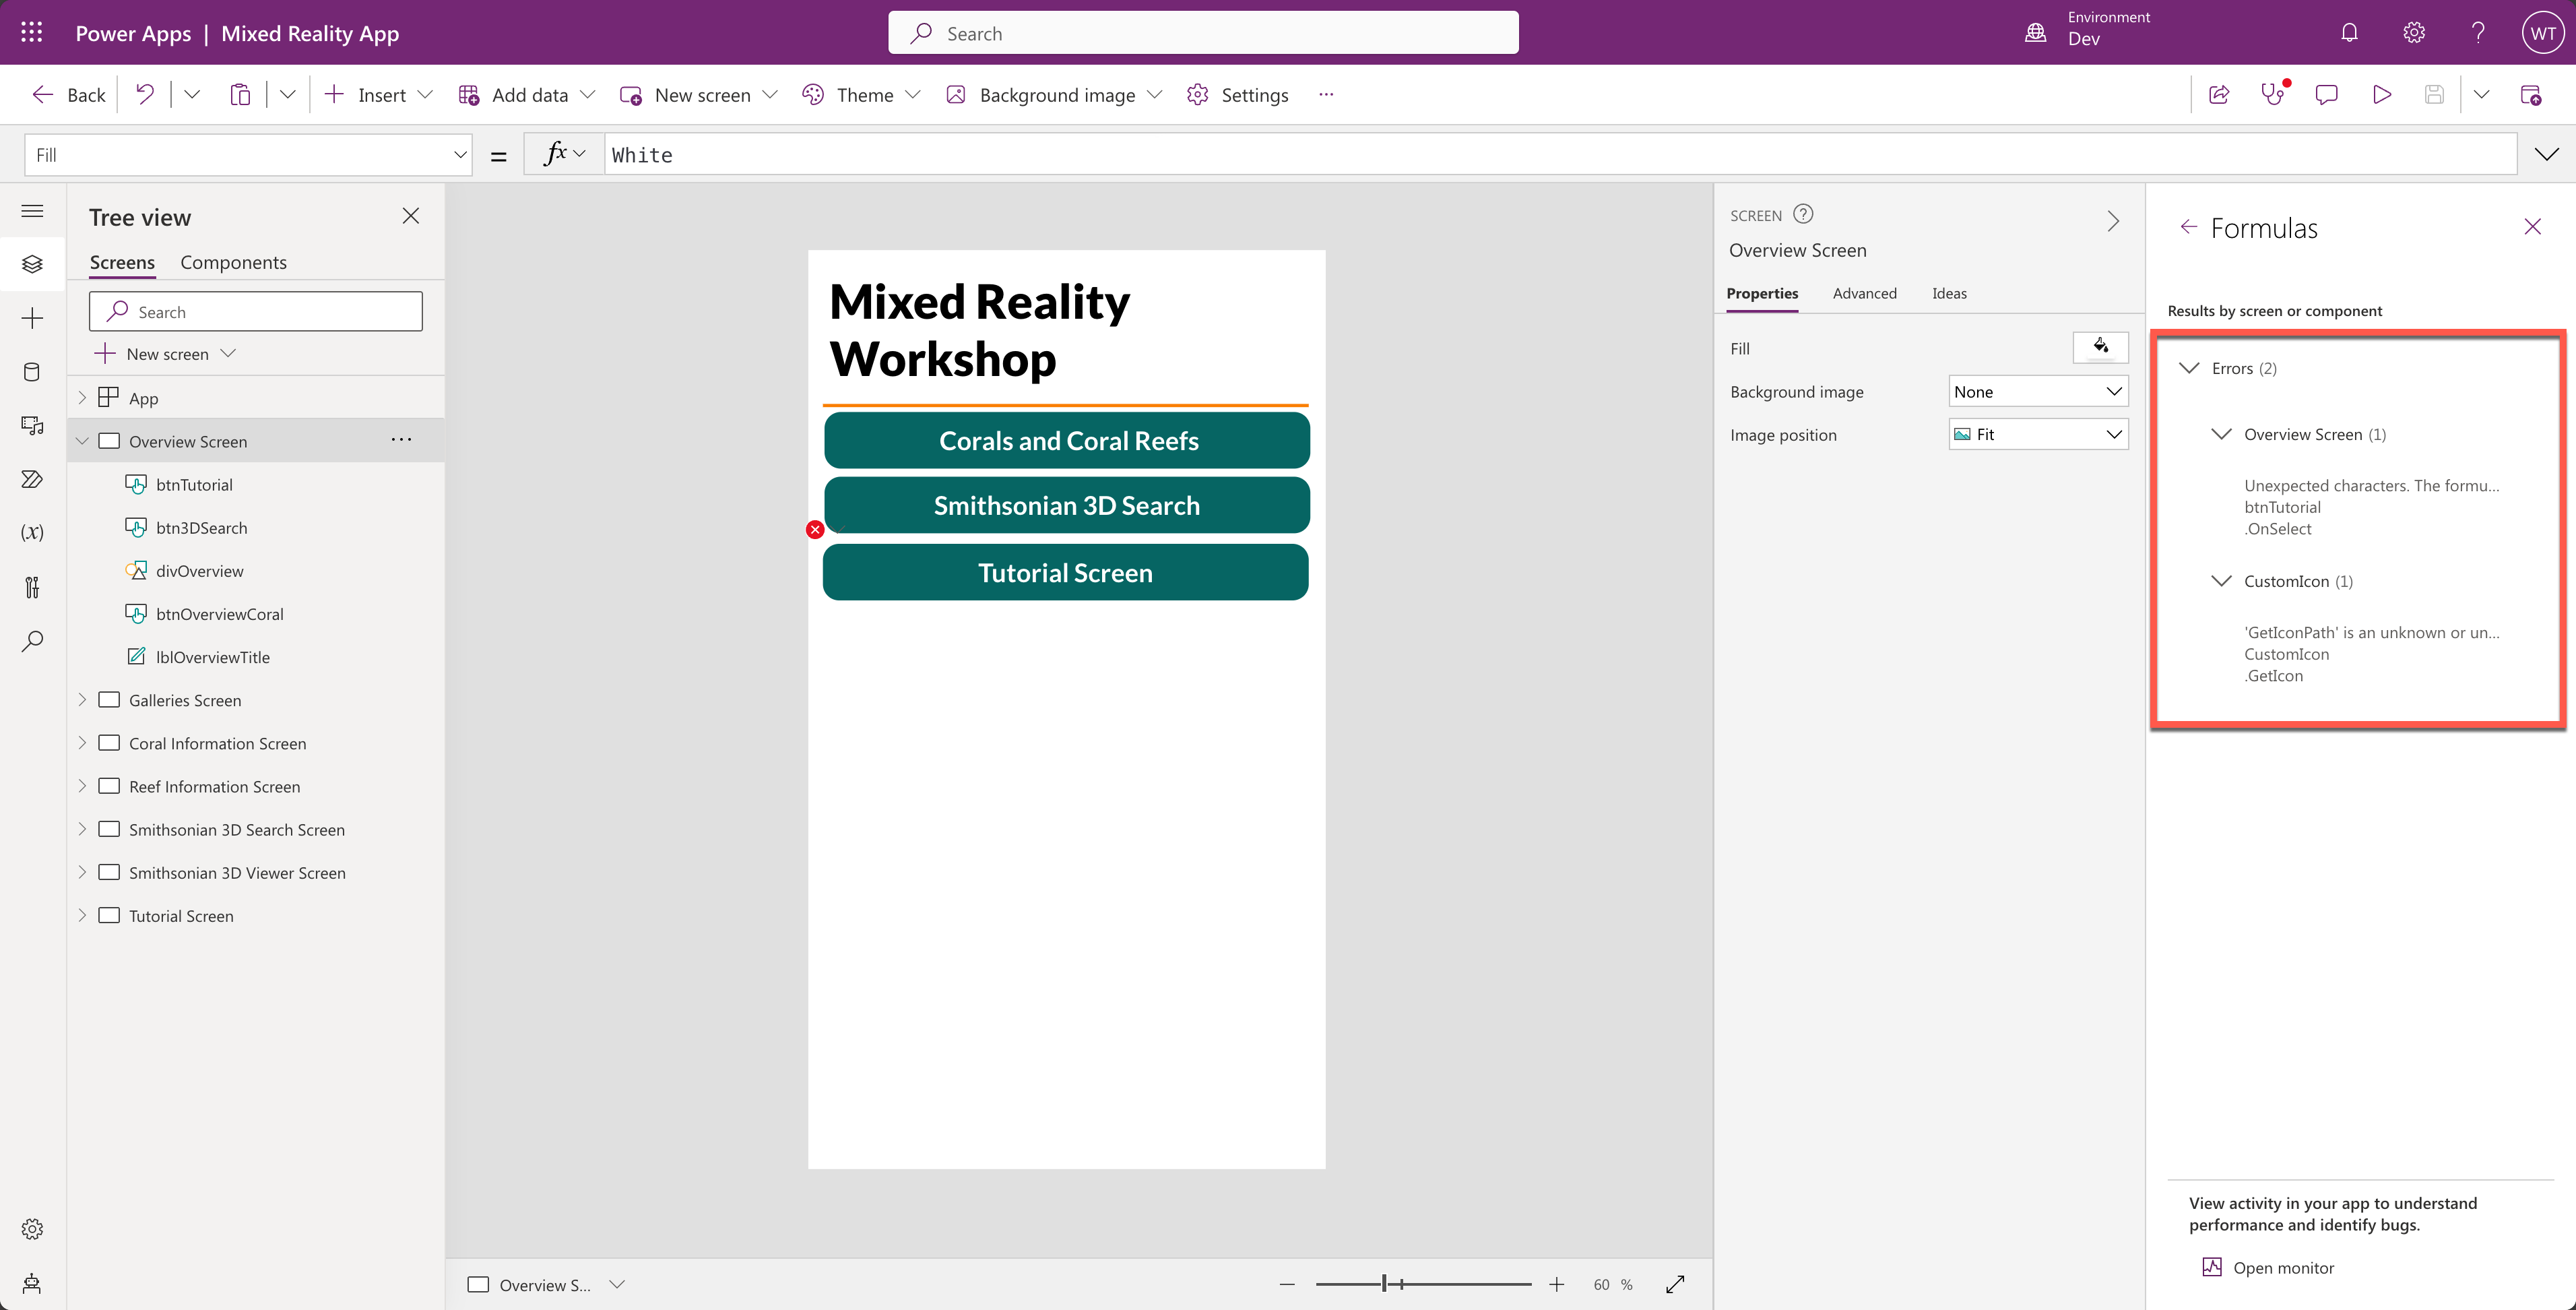 Power Apps | Mixed Reality App
Search
Environment
Dev
WT
Back
Insert
Add data
New screen
Theme
Background image
Settings
Fill
=
fx
White
Tree view
Screens
Components
Search
New screen
App
Overview Screen
btnTutorial
btn3DSearch
divOverview
btnOverviewCoral
lblOverviewTitle
Galleries Screen
Coral Information Screen
Reef Information Screen
Smithsonian 3D Search Screen
Smithsonian 3D Viewer Screen
Tutorial Screen
Mixed Reality
Workshop
Corals and Coral Reefs
Smithsonian 3D Search
Tutorial Screen
Overview S...
60 %
SCREEN
Overview Screen
Properties
Advanced
Ideas
Fill
Background image
None
Image position
Fit
Formulas
Results by screen or component
Errors (2)
Overview Screen (1)
Unexpected characters. The formu...
btnTutorial
.OnSelect
CustomIcon (1)
'GetIconPath' is an unknown or un...
CustomIcon
.GetIcon
View activity in your app to understand
performance and identify bugs.
Open monitor